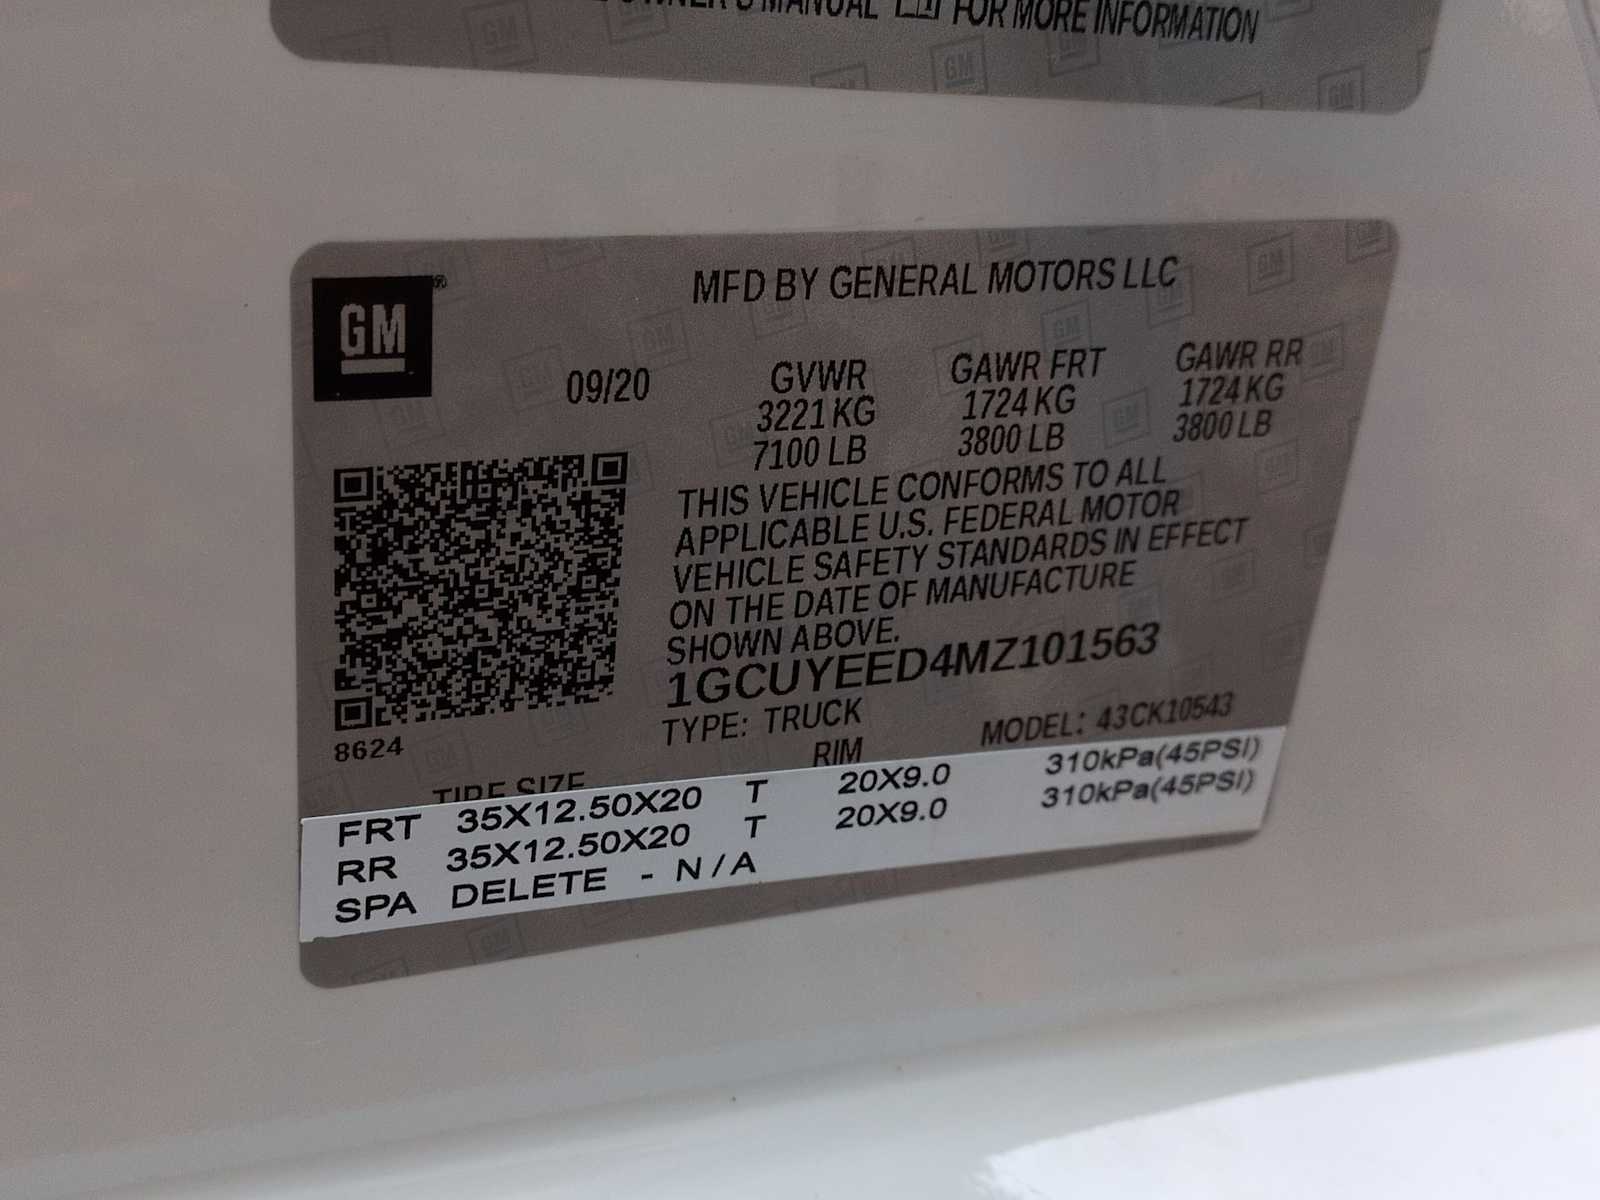 OWNER'S MANUAL FOR MORE INFORMATION
GM
MFD BY GENERAL MOTORS LLC
09/20
GVWR GAWR FRT GAWR RR
3221 KG 1724 KG 1724 KG
7100 LB 3800 LB 3800 LB
THIS VEHICLE CONFORMS TO ALL
APPLICABLE U.S. FEDERAL MOTOR
VEHICLE SAFETY STANDARDS IN EFFECT
ON THE DATE OF MANUFACTURE
SHOWN ABOVE.
1GCUYEED4MZ101563
TYPE: TRUCK MODEL: 43CK10543
8624
TIRE SIZE RIM
FRT 35X12.50X20 T 20X9.0 310kPa(45PSI)
RR 35X12.50X20 T 20X9.0 310kPa(45PSI)
SPA DELETE - N/A